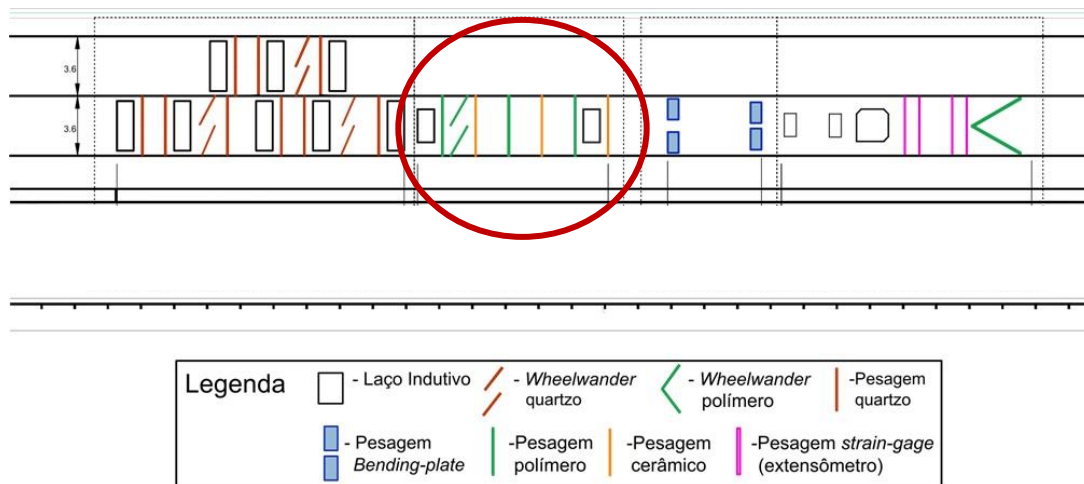 3.6
3.6
Legenda
- Laço Indutivo
- Wheelwander
quartzo
- Wheelwander
polímero
-Pesagem
quartzo
- Pesagem
Bending-plate
-Pesagem
polímero
-Pesagem
cerâmico
-Pesagem strain-gage
(extensômetro)